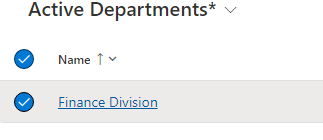 Active Departments*
Name
Finance Division